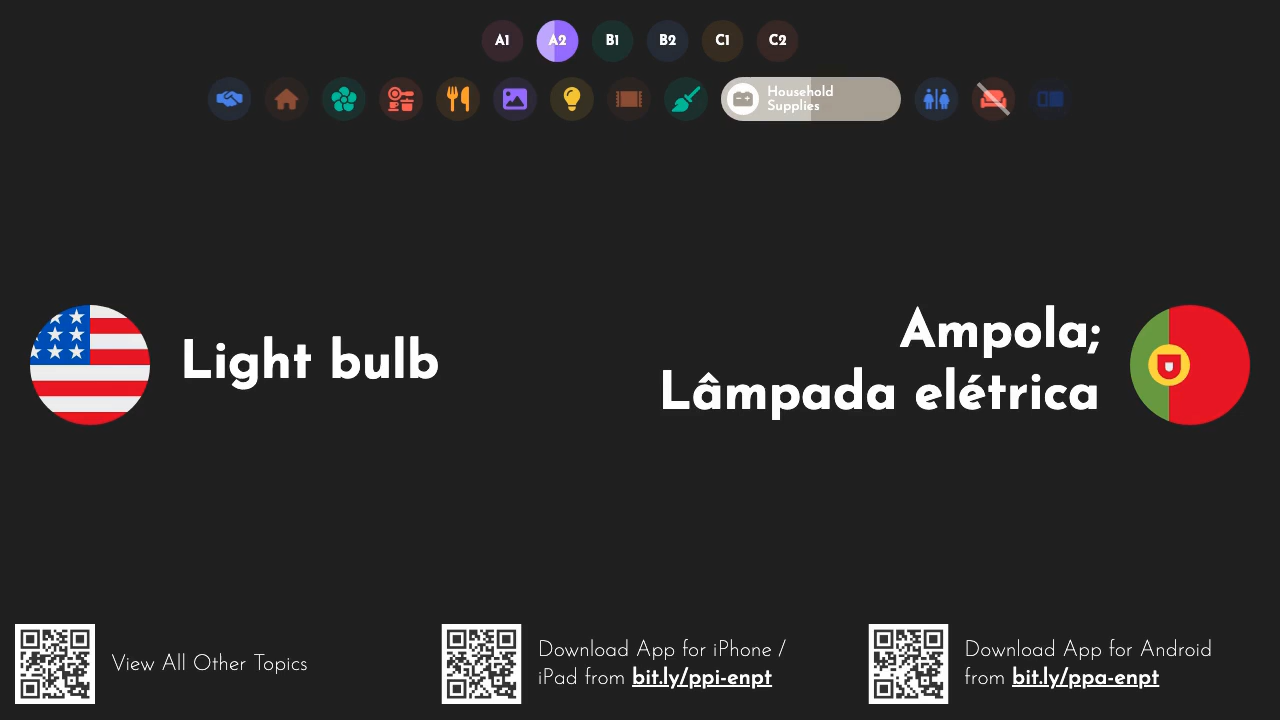 A1 A2 B1 B2 C1 C2
Household
Supplies
Light bulb
Ampola;
Lâmpada elétrica
View All Other Topics
Download App for iPhone /
iPad from bit.ly/ppi-enpt
Download App for Android
from bit.ly/ppa-enpt